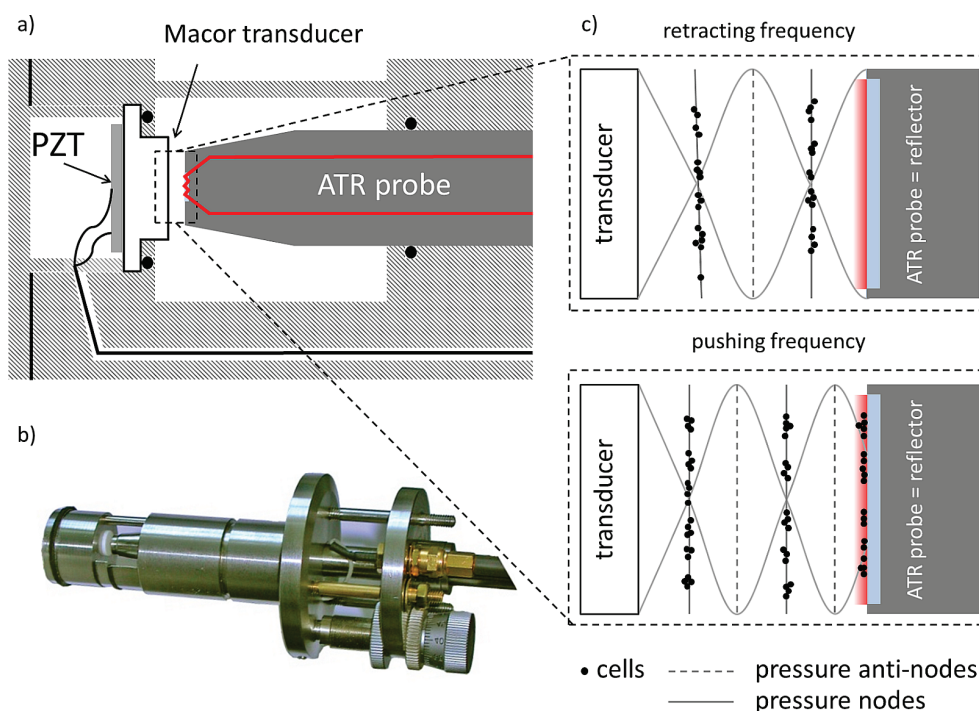 a)
Macor transducer
PZT
ATR probe
b)
c)
retracting frequency
transducer
ATR probe = reflector
pushing frequency
transducer
ATR probe = reflector
cells
pressure anti-nodes
pressure nodes